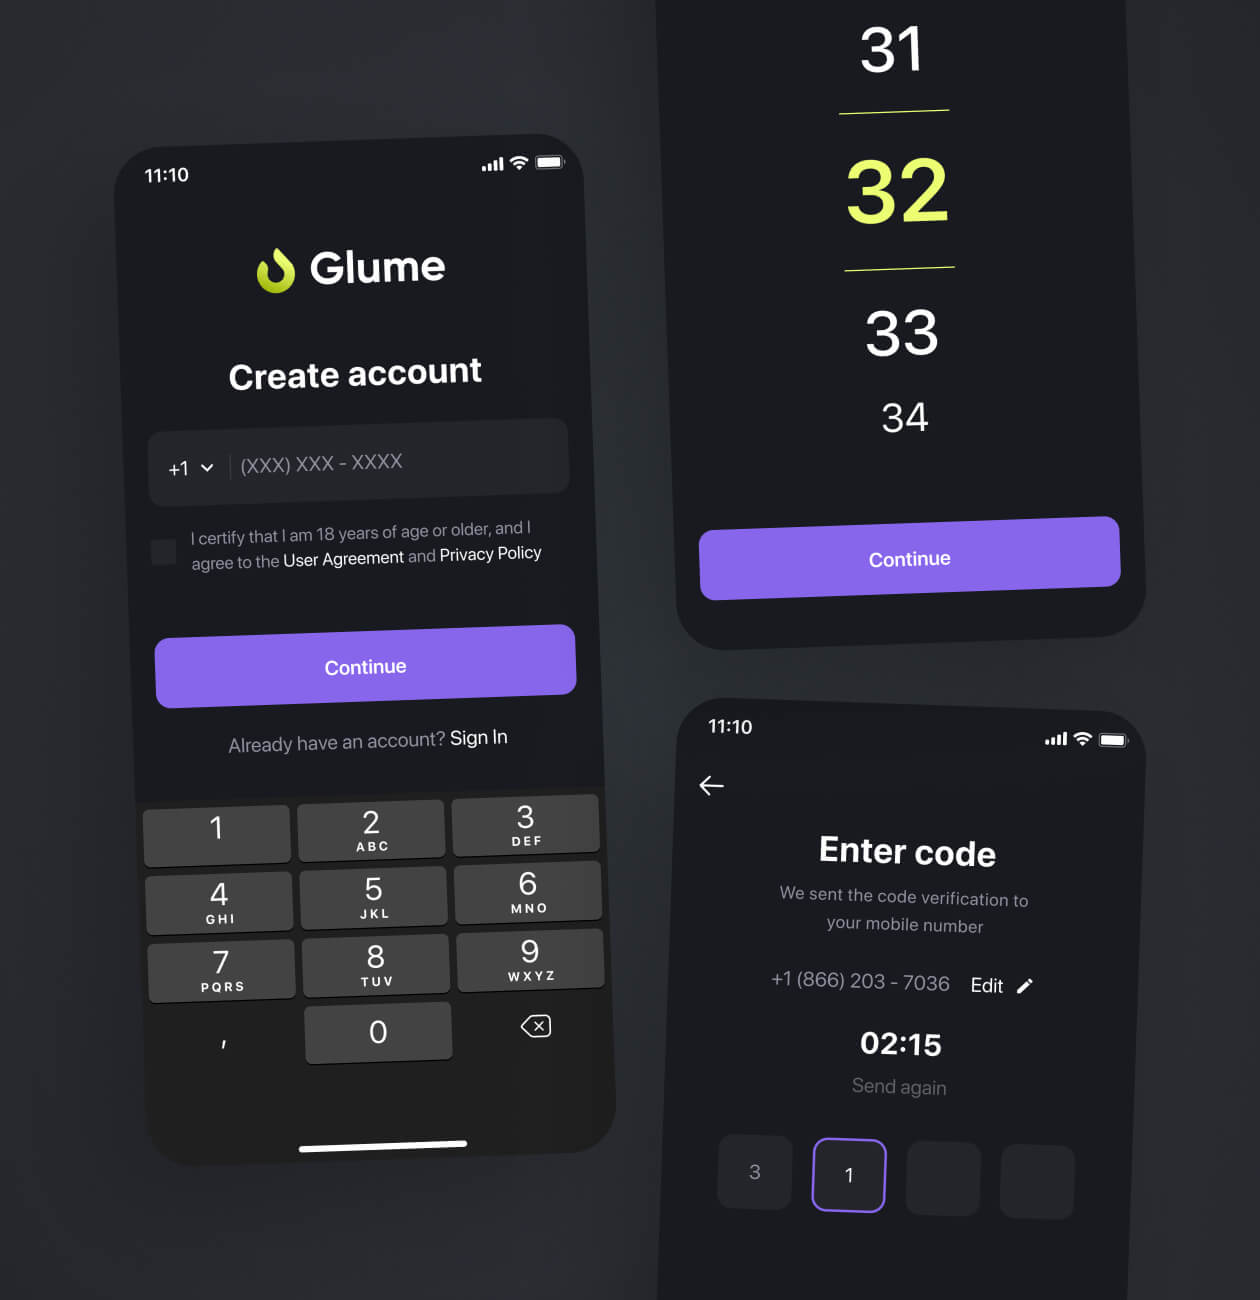 11:10
Glume
Create account
+1 (XXX) XXX - XXXX
I certify that I am 18 years of age or older, and I
agree to the User Agreement and Privacy Policy
Continue
Already have an account? Sign In
1
2
ABC
3
DEF
4
GHI
5
JKL
6
MNO
7
PQRS
8
TUV
9
WXYZ
,
0
31
32
33
34
Continue
11:10
Enter code
We sent the code verification to
your mobile number
+1 (866) 203 - 7036 Edit
02:15
Send again
3 1